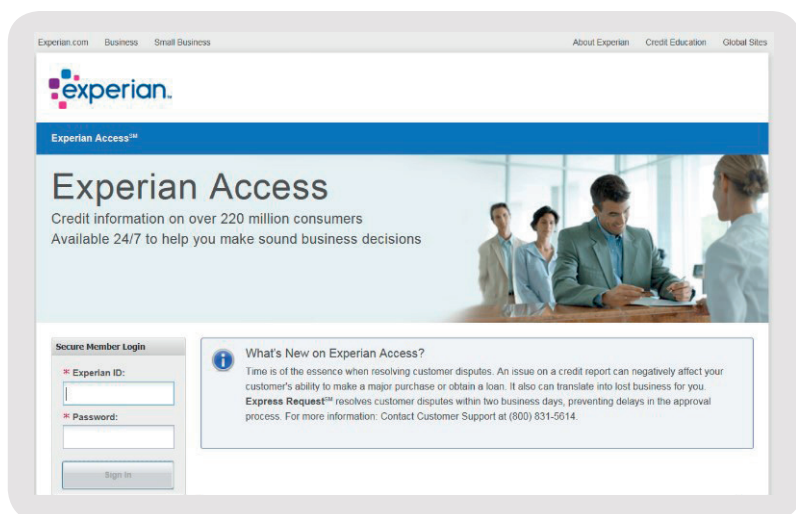 Experian.com Business Small Business About Experian Credit Education Global Sites
experian™
Experian Access℠
Experian Access
Credit information on over 220 million consumers
Available 24/7 to help you make sound business decisions
Secure Member Login
* Experian ID:
* Password:
Sign In
What's New on Experian Access?
Time is of the essence when resolving customer disputes. An issue on a credit report can negatively affect your
customer's ability to make a major purchase or obtain a loan. It also can translate into lost business for you.
Express Request℠ resolves customer disputes within two business days, preventing delays in the approval
process. For more information: Contact Customer Support at (800) 831-5614.